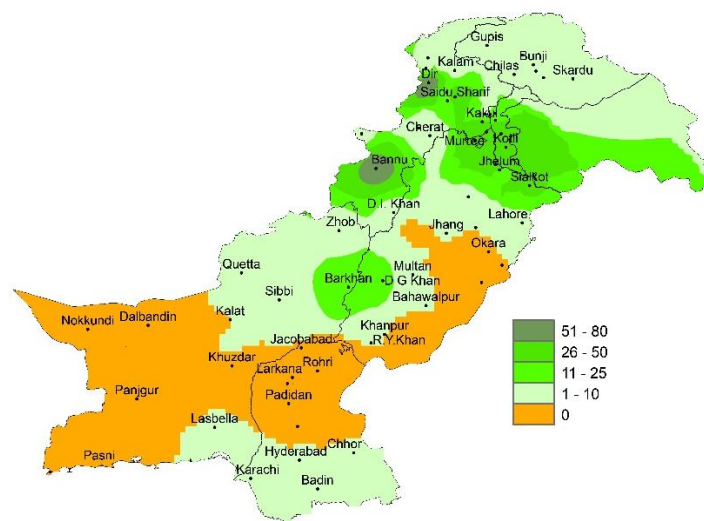 Gupis
Bunji
Kalam
Chilas
Skardu
Dir
Saidu Sharif
Kakul
Cherat
Murree
Kotli
Bannu
Jhelum
Sialkot
D.I. Khan
Zhob
Jhang
Lahore
Okara
Quetta
Multan
Barkhan
D G Khan
Sibbi
Bahawalpur
Kalat
Nokkundi
Dalbandin
Khanpur
R.Y.Khan
Jacobabad
Khuzdar
Rohri
Larkana
Panjgur
Padidan
Lasbella
Pasni
Hyderabad
Chhor
Karachi
Badin
51 - 80
26 - 50
11 - 25
1 - 10
0